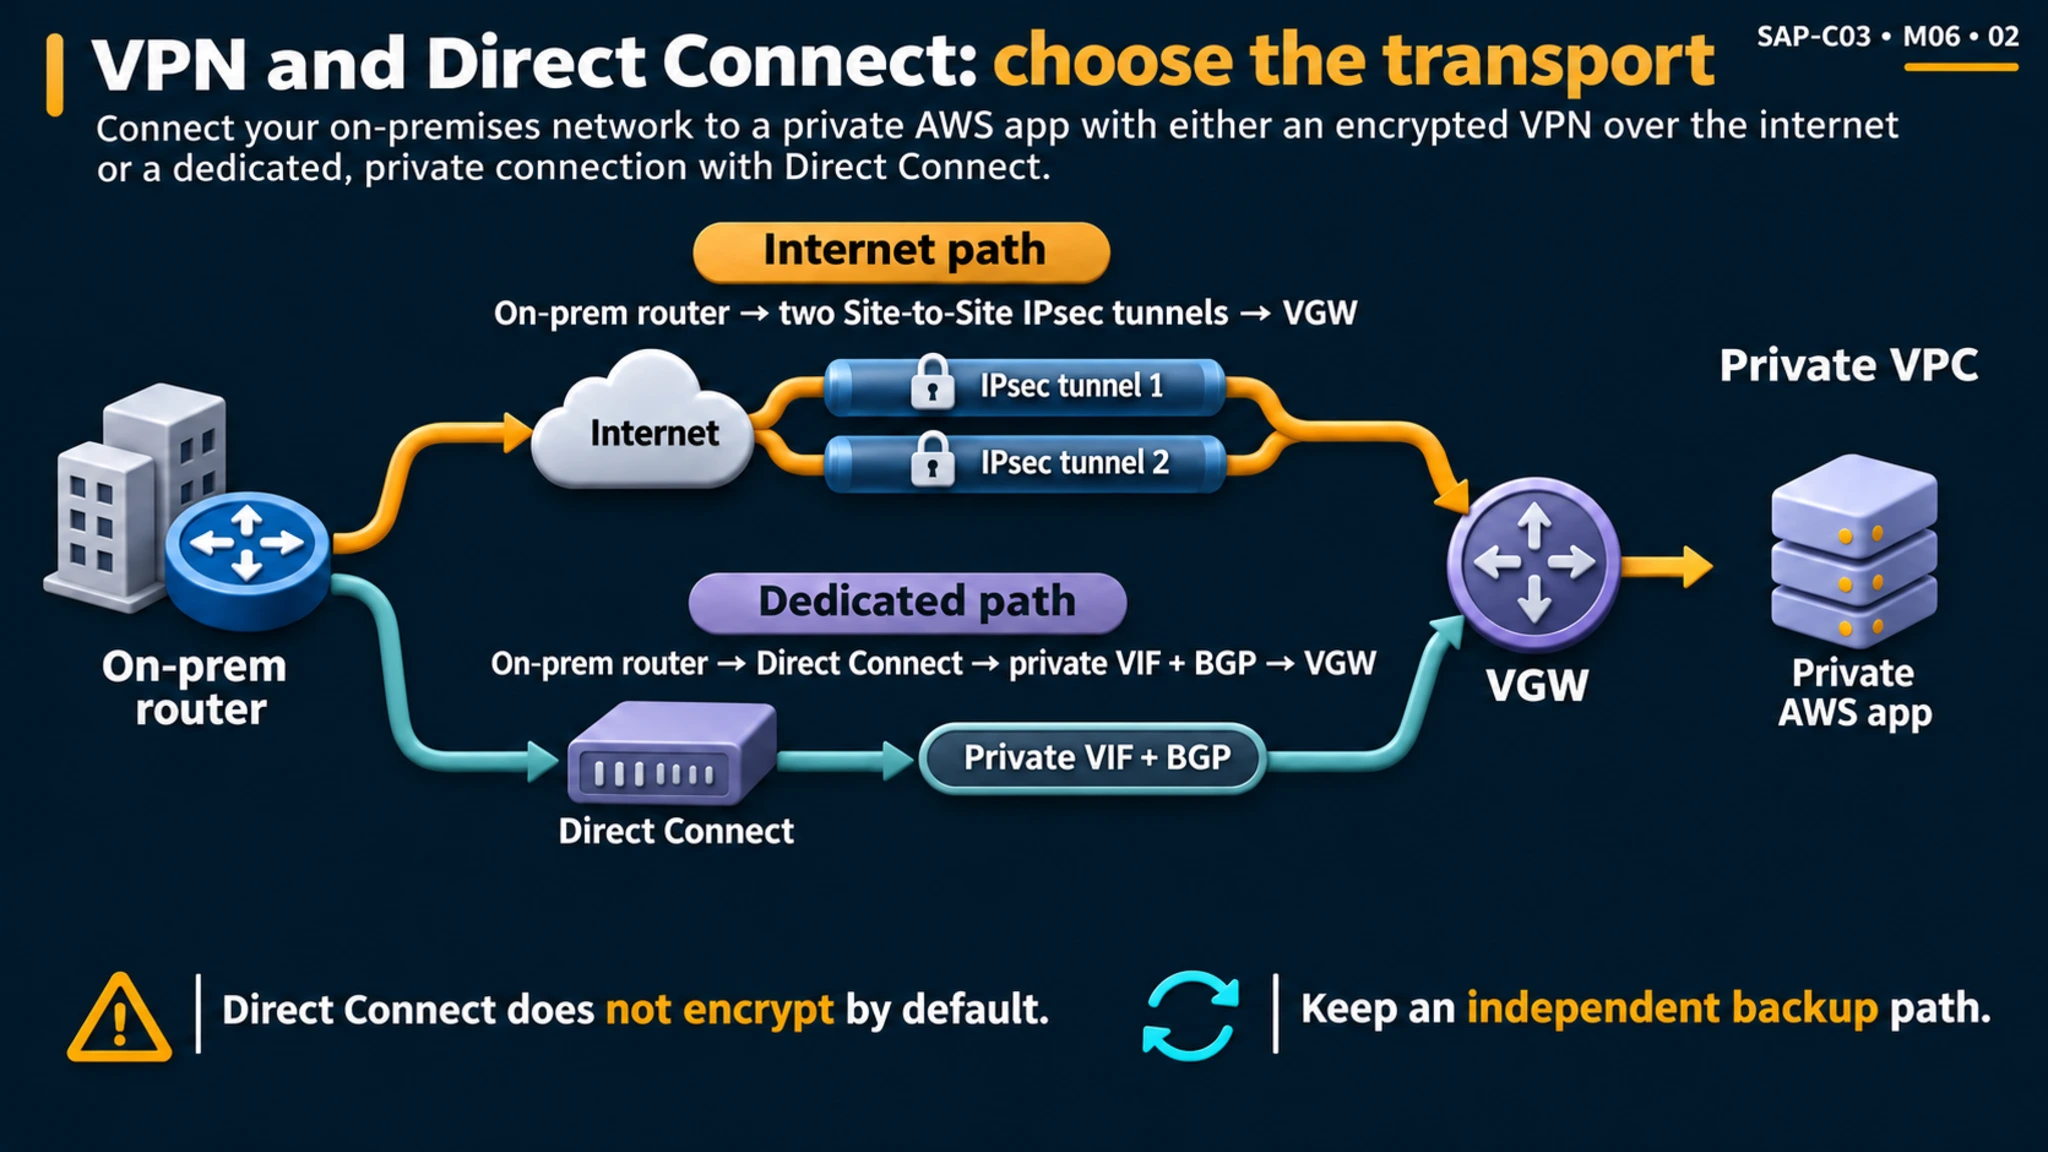 VPN and Direct Connect: choose the transport
SAP-C03 • M06 • 02
Connect your on-premises network to a private AWS app with either an encrypted VPN over the internet
or a dedicated, private connection with Direct Connect.
Internet path
On-prem router → two Site-to-Site IPsec tunnels → VGW
Internet
IPsec tunnel 1
IPsec tunnel 2
Private VPC
On-prem
router
Dedicated path
On-prem router → Direct Connect → private VIF + BGP → VGW
Direct Connect
Private VIF + BGP
VGW
Private
AWS app
Direct Connect does not encrypt by default.
Keep an independent backup path.